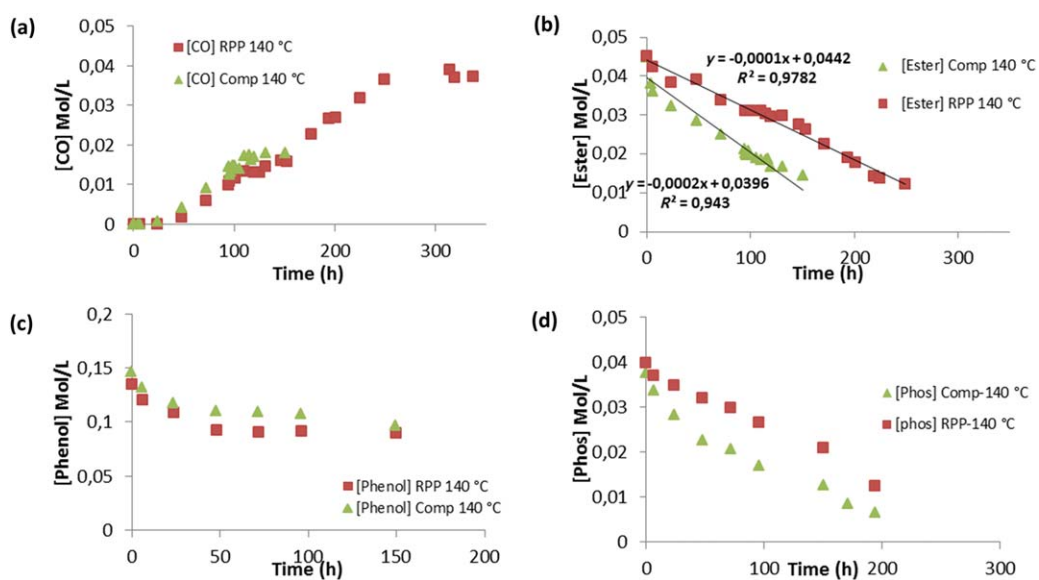 (a)
[CO] Mol/L
0,05
0,04
0,03
0,02
0,01
0
[CO] RPP 140 °C
[CO] Comp 140 °C
0
100
200
300
Time (h)
(b)
[Ester] Mol/L
0,05
0,04
0,03
0,02
0,01
0
y = -0,0001x + 0,0442
R² = 0,9782
[Ester] Comp 140 °C
[Ester] RPP 140 °C
y = -0,0002x + 0,0396
R² = 0,943
0
100
200
300
Time (h)
(c)
[Phenol] Mol/L
0,2
0,15
0,1
0,05
0
[Phenol] RPP 140 °C
[Phenol] Comp 140 °C
0
50
100
150
200
Time (h)
(d)
[Phos] Mol/L
0,05
0,04
0,03
0,02
0,01
0
[Phos] Comp-140 °C
[phos] RPP-140 °C
0
100
200
300
Time (h)